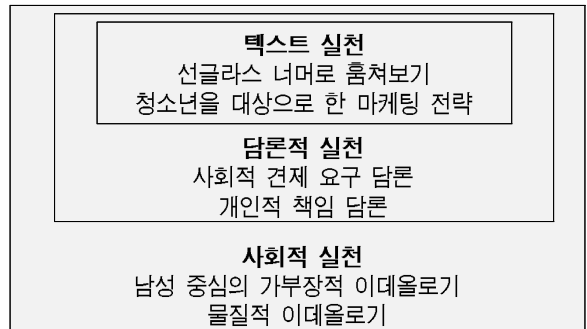 텍스트 실천
선글라스 너머로 훔쳐보기
청소년을 대상으로 한 마케팅 전략
담론적 실천
사회적 견제 요구 담론
개인적 책임 담론
사회적 실천
남성 중심의 가부장적 이데올로기
물질적 이데올로기